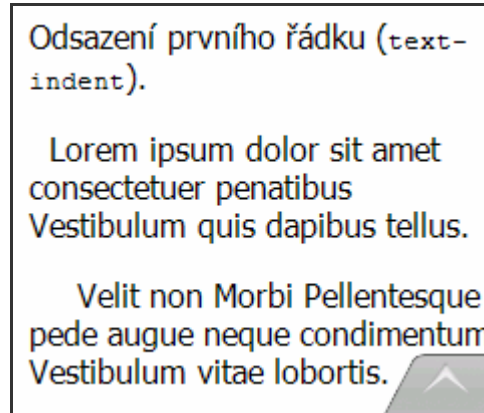 Odsazení prvního řádku (text-
indent).
Lorem ipsum dolor sit amet
consectetuer penatibus
Vestibulum quis dapibus tellus.
Velit non Morbi Pellentesque
pede augue neque condimentum
Vestibulum vitae lobortis.